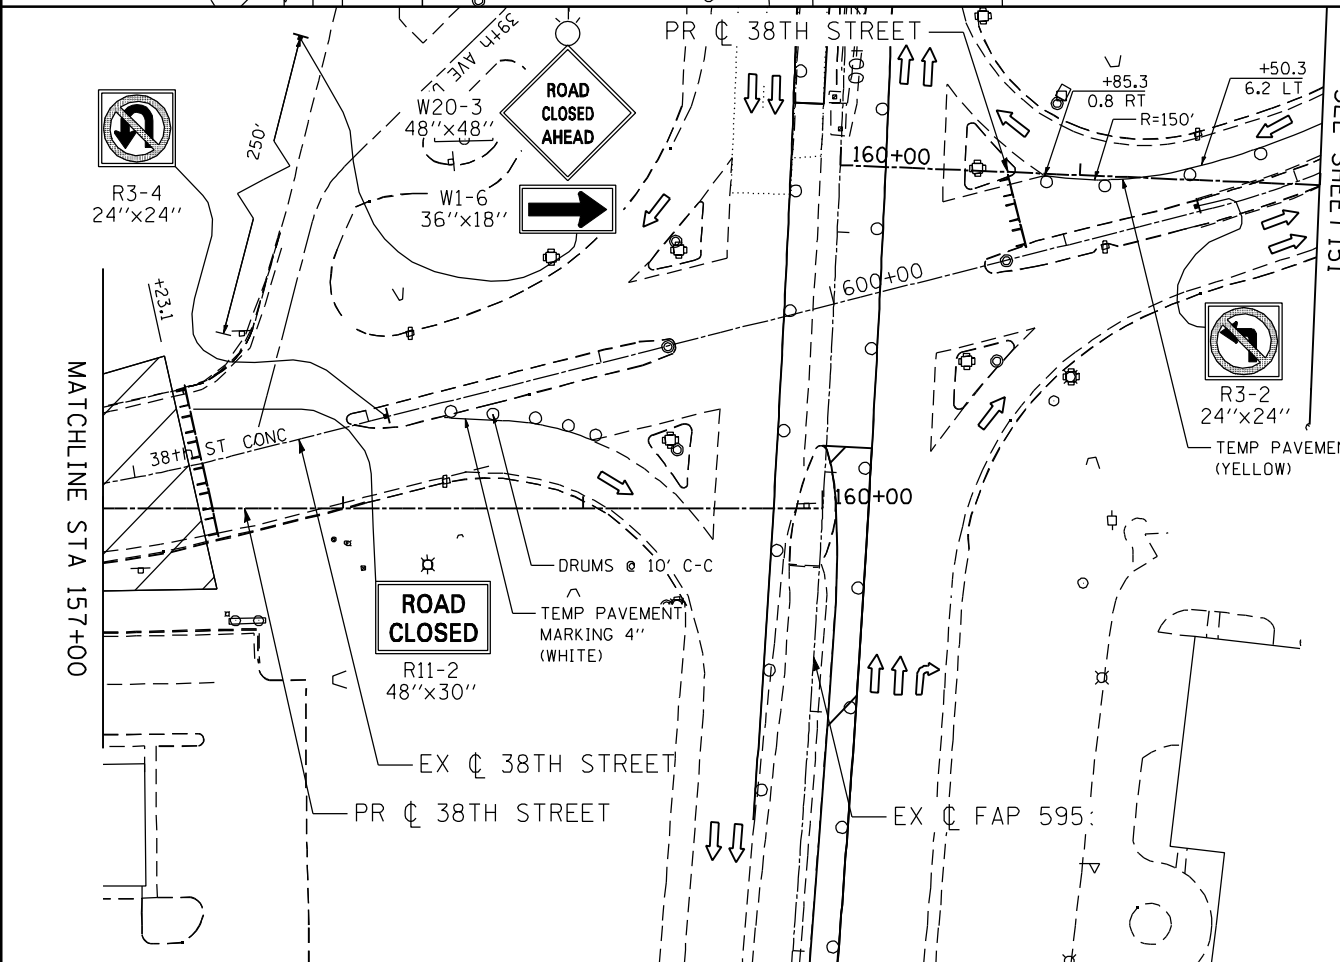 PR ℄ 38TH STREET
39th AVE
W20-3
48''x48''
ROAD
CLOSED
AHEAD
+85.3
0.8 RT
+50.3
6.2 LT
R=150'
250'
R3-4
24''x24''
W1-6
36''x18''
160+00
600+00
+23.1
R3-2
24''x24''
TEMP PAVEMEN
(YELLOW)
MATCHLINE STA 157+00
38th ST CONC
160+00
DRUMS @ 10' C-C
TEMP PAVEMENT
MARKING 4''
(WHITE)
ROAD
CLOSED
R11-2
48''x30''
EX ℄ 38TH STREET
PR ℄ 38TH STREET
EX ℄ FAP 595